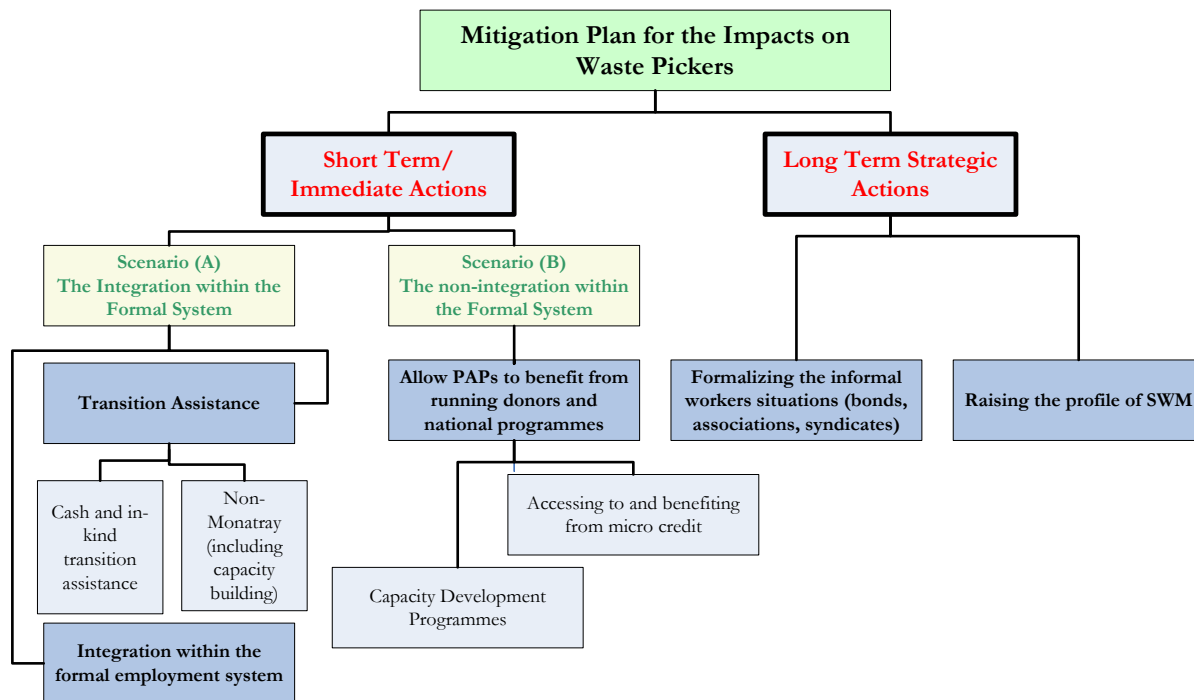 Mitigation Plan for the Impacts on
Waste Pickers
Short Term/
Immediate Actions
Long Term Strategic
Actions
Scenario (A)
The Integration within the
Formal System
Scenario (B)
The non-integration within
the Formal System
Transition Assistance
Allow PAPs to benefit from
running donors and
national programmes
Formalizing the informal
workers situations (bonds,
associations, syndicates)
Raising the profile of SWM
Cash and in-
kind
transition
assistance
Non-
Monatray
(including
capacity
building)
Accessing to and benefiting
from micro credit
Capacity Development
Programmes
Integration within the
formal employment system